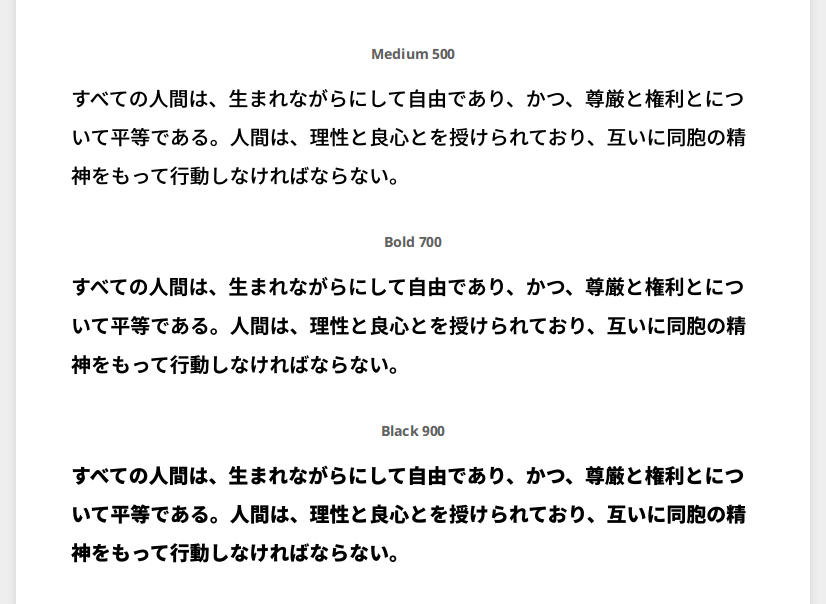 Medium 500
すべての人間は、生まれながらにして自由であり、かつ、尊厳と権利とにつ
いて平等である。人間は、理性と良心とを授けられており、互いに同胞の精
神をもって行動しなければならない。
Bold 700
すべての人間は、生まれながらにして自由であり、かつ、尊厳と権利とにつ
いて平等である。人間は、理性と良心とを授けられており、互いに同胞の精
神をもって行動しなければならない。
Black 900
すべての人間は、生まれながらにして自由であり、かつ、尊厳と権利とにつ
いて平等である。人間は、理性と良心とを授けられており、互いに同胞の精
神をもって行動しなければならない。